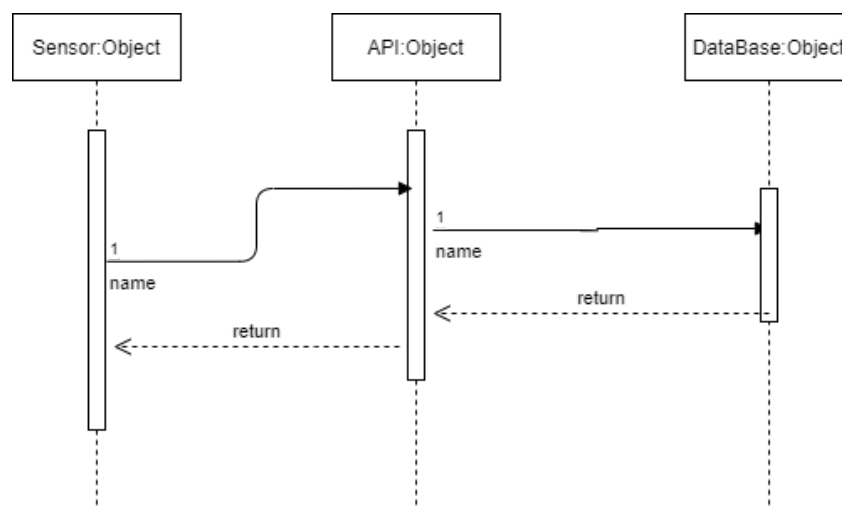 Sensor:Object
API:Object
DataBase:Object
1
name
1
name
return
return